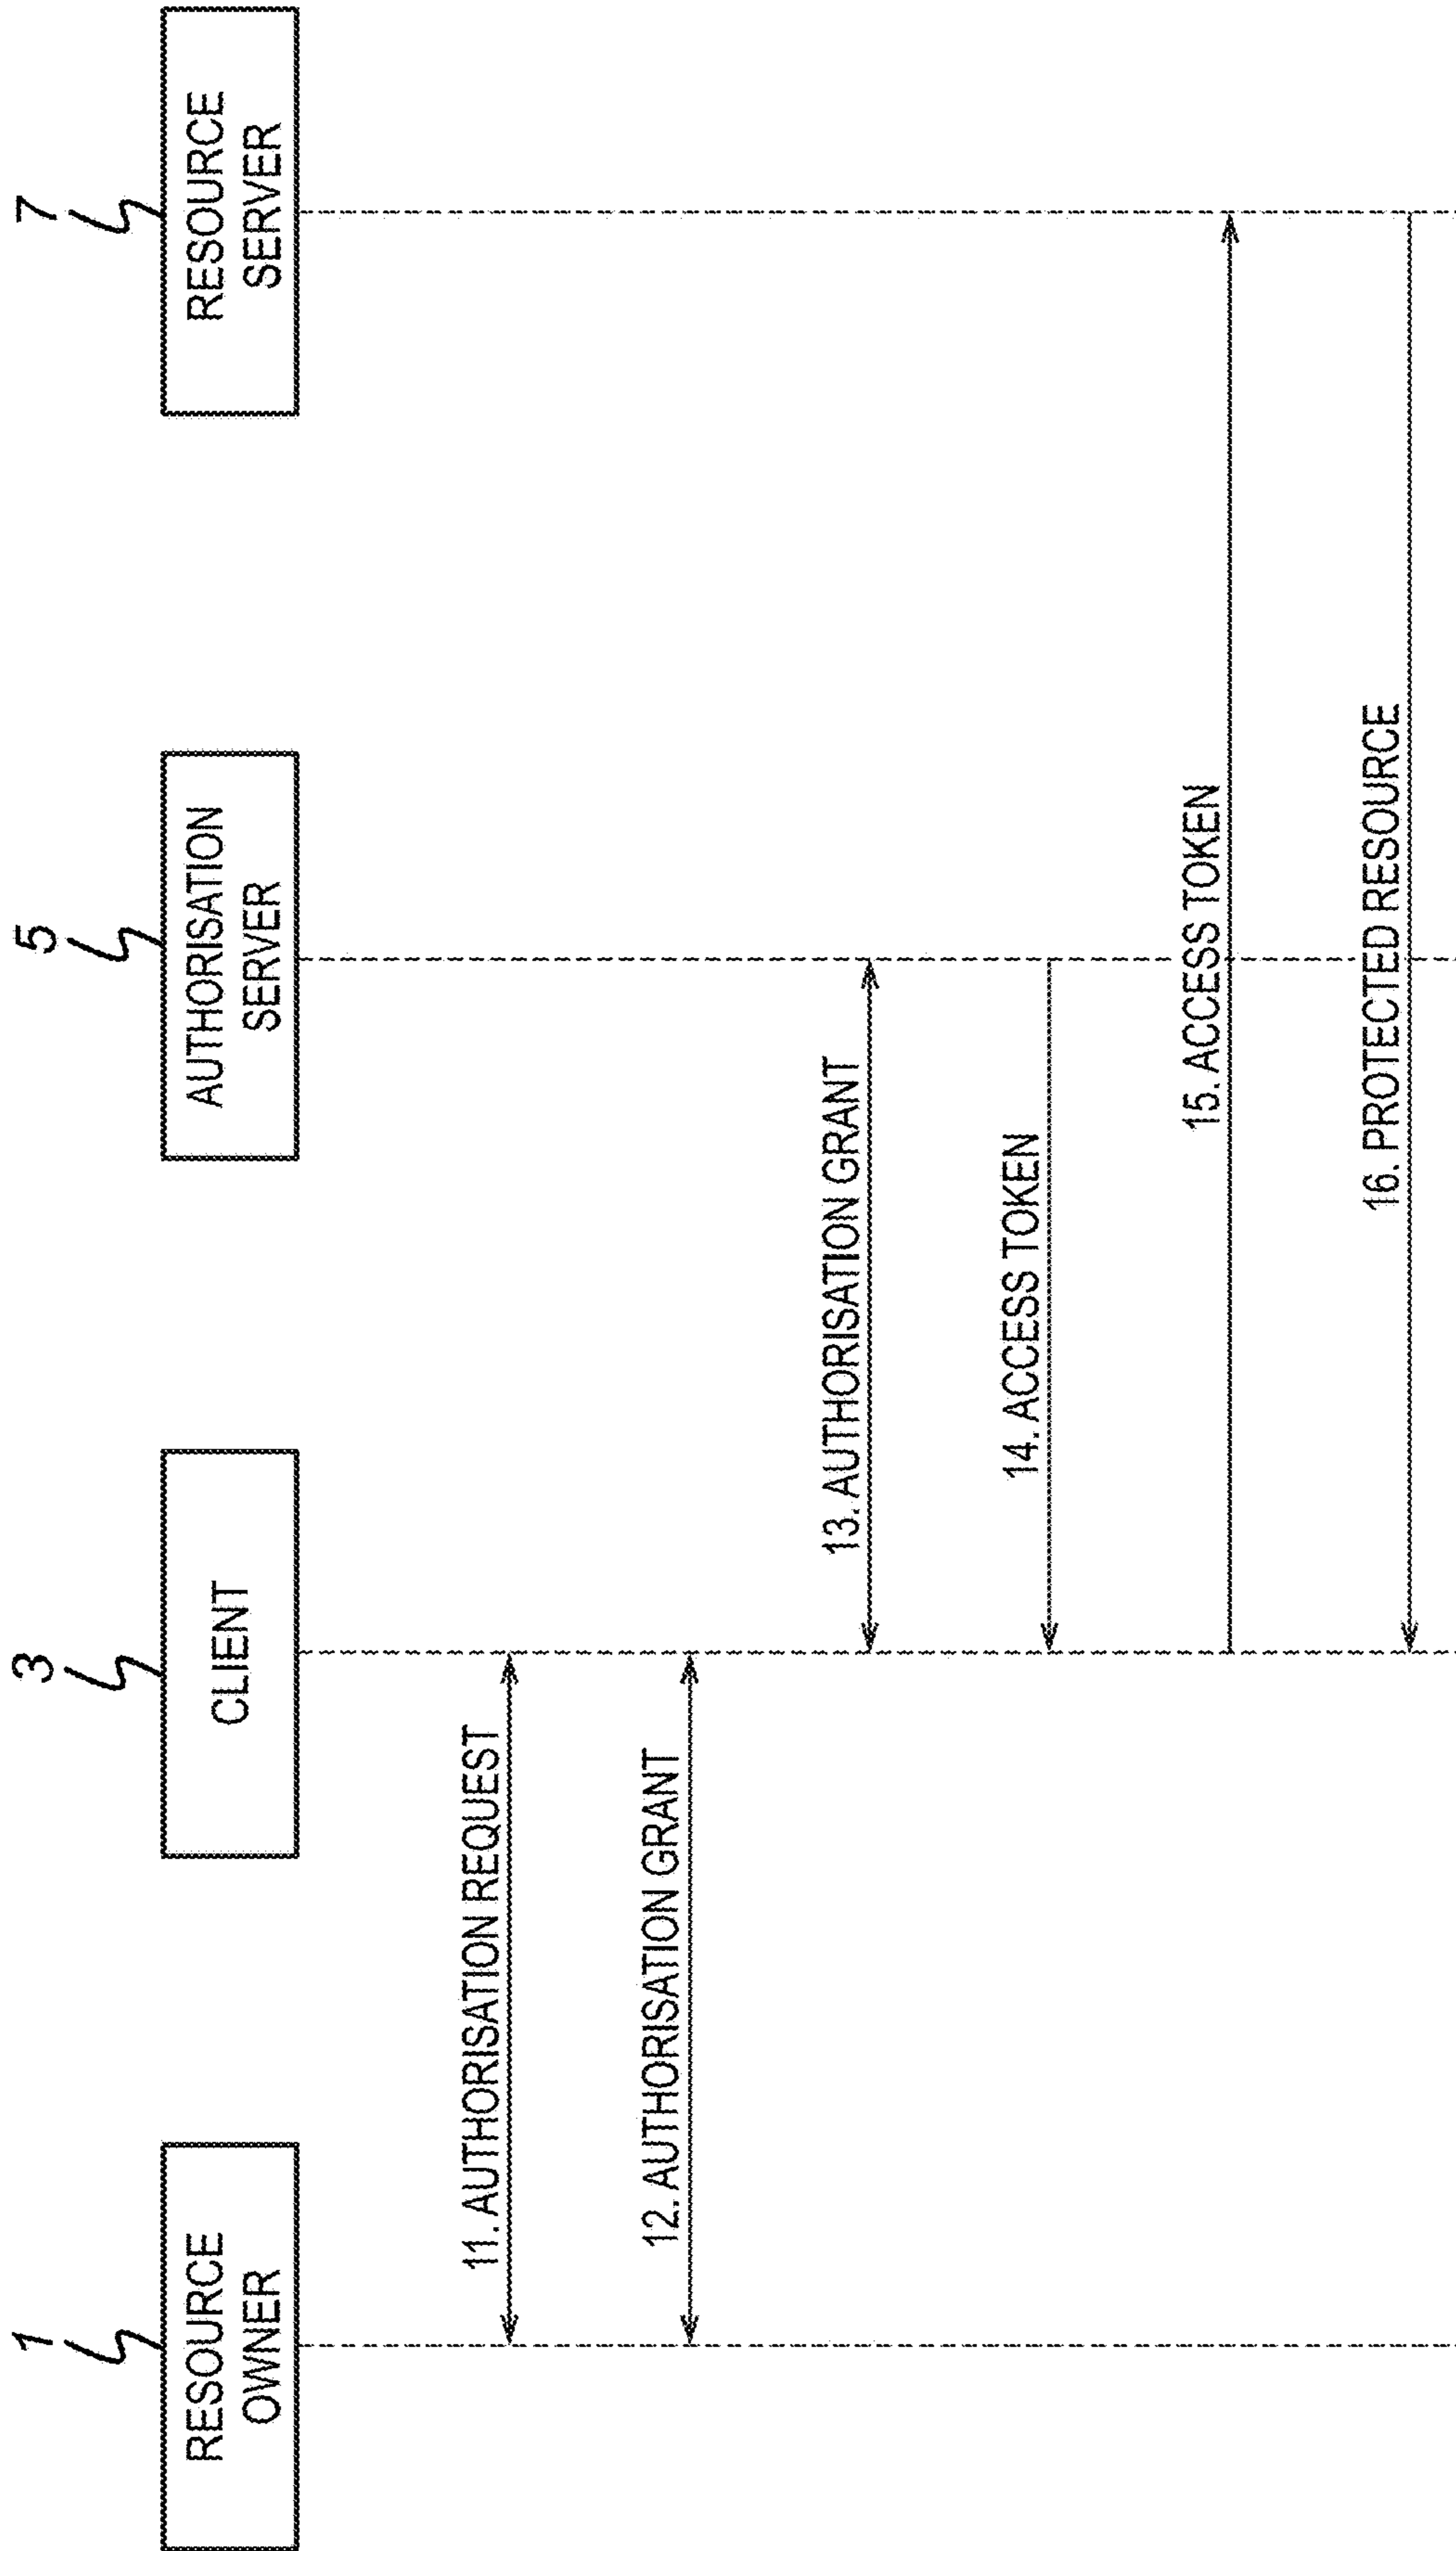 1
3
5
7
RESOURCE
OWNER
CLIENT
AUTHORISATION
SERVER
RESOURCE
SERVER
11. AUTHORISATION REQUEST
12. AUTHORISATION GRANT
13. AUTHORISATION GRANT
14. ACCESS TOKEN
15. ACCESS TOKEN
16. PROTECTED RESOURCE